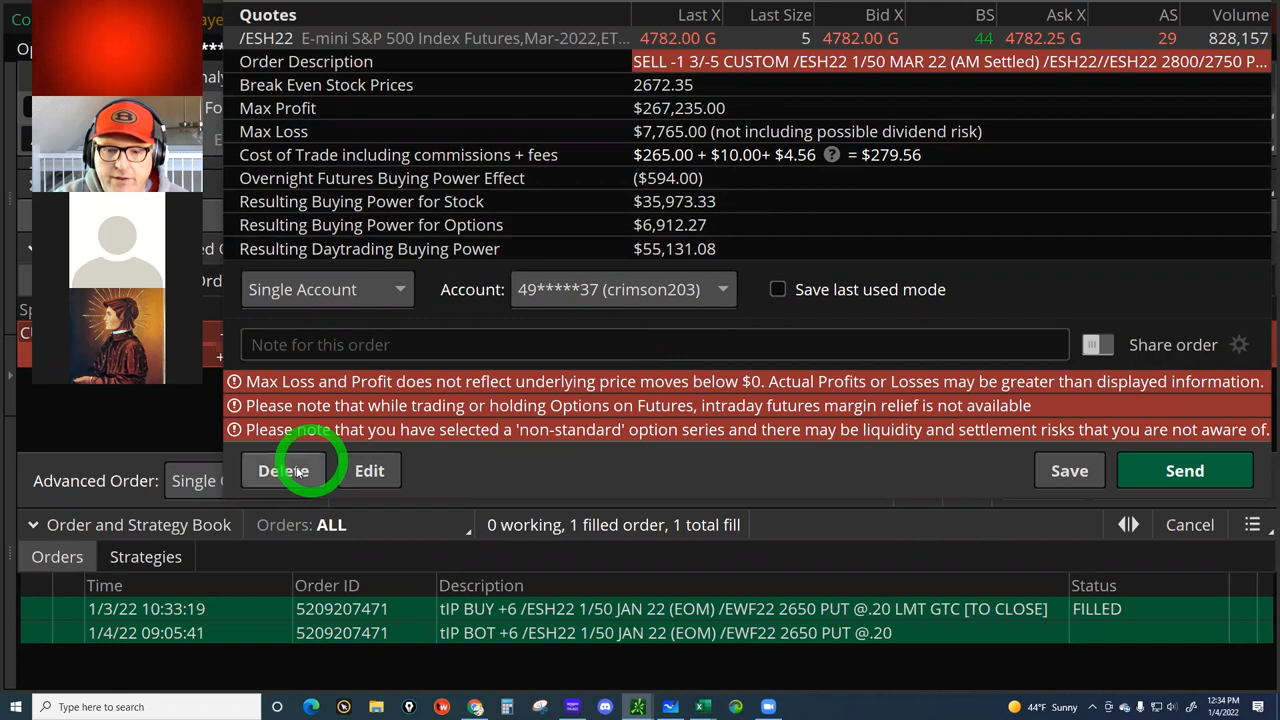 Quotes Last X Last Size Bid X BS Ask X AS Volume
/ESH22 E-mini S&P 500 Index Futures,Mar-2022,ET... 4782.00 G 5 4782.00 G 44 4782.25 G 29 828,157
Order Description SELL -1 3/-5 CUSTOM /ESH22 1/50 MAR 22 (AM Settled) /ESH22//ESH22 2800/2750 P...
Break Even Stock Prices 2672.35
Max Profit $267,235.00
Max Loss $7,765.00 (not including possible dividend risk)
Cost of Trade including commissions + fees $265.00 + $10.00+ $4.56 ? = $279.56
Overnight Futures Buying Power Effect ($594.00)
Resulting Buying Power for Stock $35,973.33
Resulting Buying Power for Options $6,912.27
Resulting Daytrading Buying Power $55,131.08
Single Account Account: 49*****37 (crimson203) Save last used mode
Note for this order Share order
Max Loss and Profit does not reflect underlying price moves below $0. Actual Profits or Losses may be greater than displayed information.
Please note that while trading or holding Options on Futures, intraday futures margin relief is not available
Please note that you have selected a 'non-standard' option series and there may be liquidity and settlement risks that you are not aware of.
Delete Edit Save Send
Advanced Order: Single
Order and Strategy Book Orders: ALL 0 working, 1 filled order, 1 total fill Cancel
Orders Strategies
Time Order ID Description Status
1/3/22 10:33:19 5209207471 tIP BUY +6 /ESH22 1/50 JAN 22 (EOM) /EWF22 2650 PUT @.20 LMT GTC [TO CLOSE] FILLED
1/4/22 09:05:41 5209207471 tIP BOT +6 /ESH22 1/50 JAN 22 (EOM) /EWF22 2650 PUT @.20
Type here to search 44°F Sunny 12:34 PM
1/4/2022